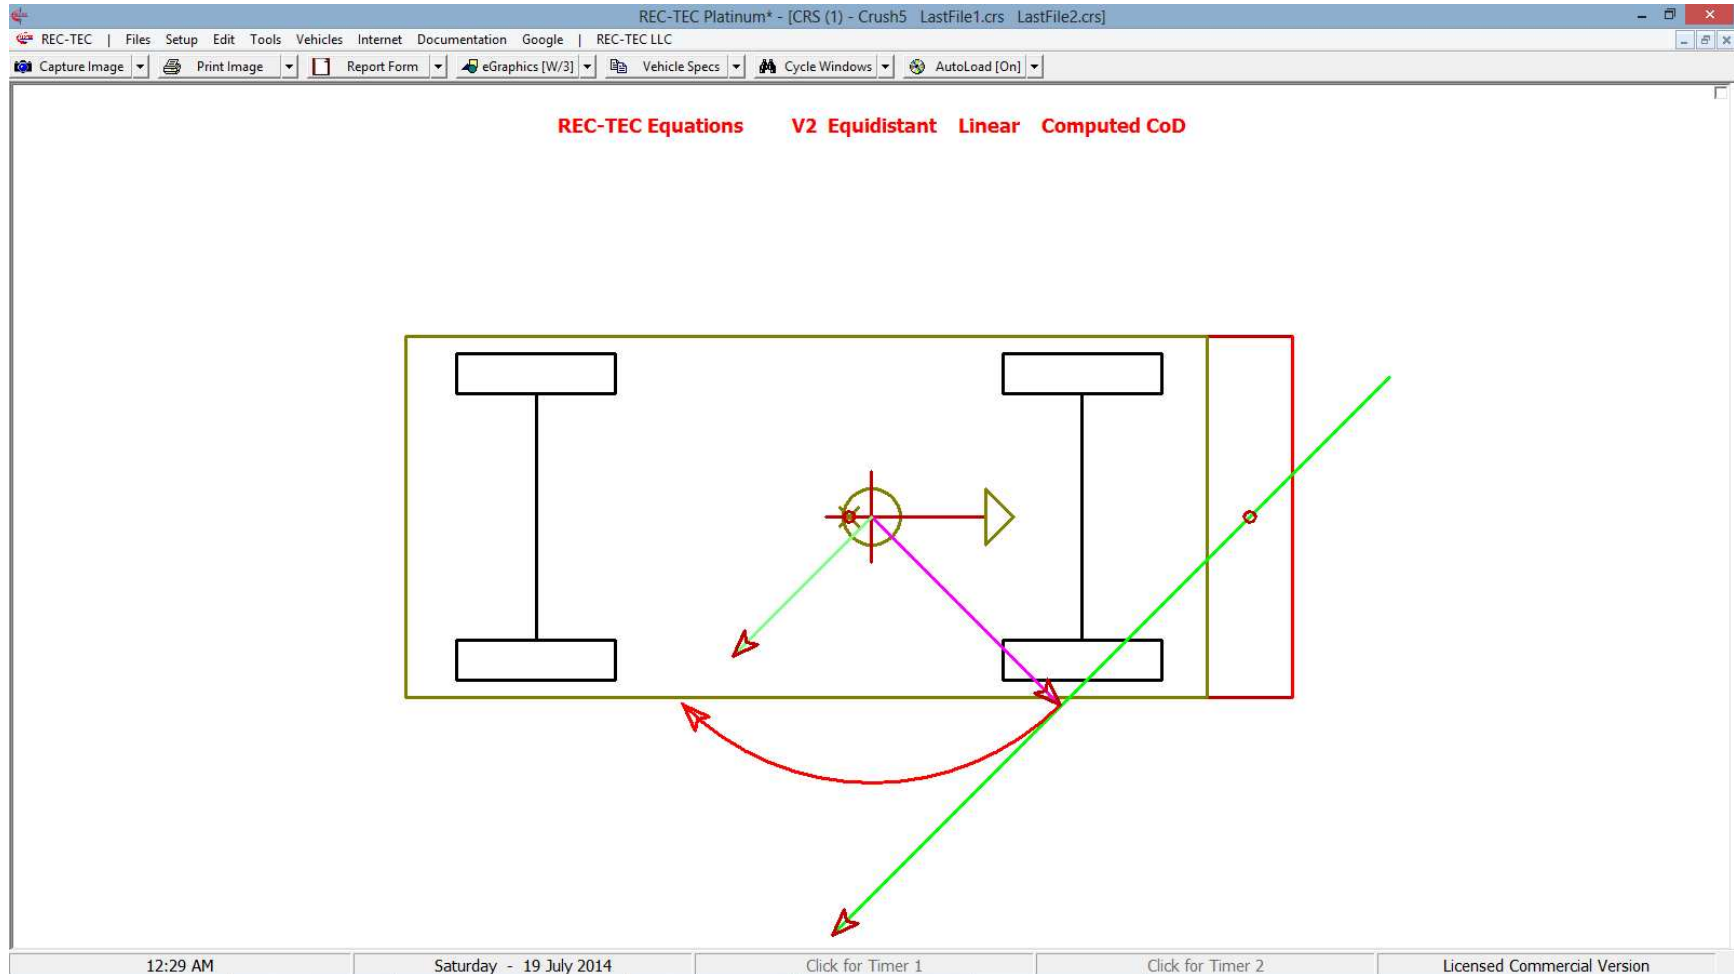 REC-TEC Platinum* - [CRS (1) - Crush5 LastFile1.crs LastFile2.crs]
REC-TEC | Files Setup Edit Tools Vehicles Internet Documentation Google | REC-TEC LLC
Capture Image Print Image Report Form eGraphics [W/3] Vehicle Specs Cycle Windows AutoLoad [On]
REC-TEC Equations V2 Equidistant Linear Computed CoD
12:29 AM Saturday - 19 July 2014 Click for Timer 1 Click for Timer 2 Licensed Commercial Version